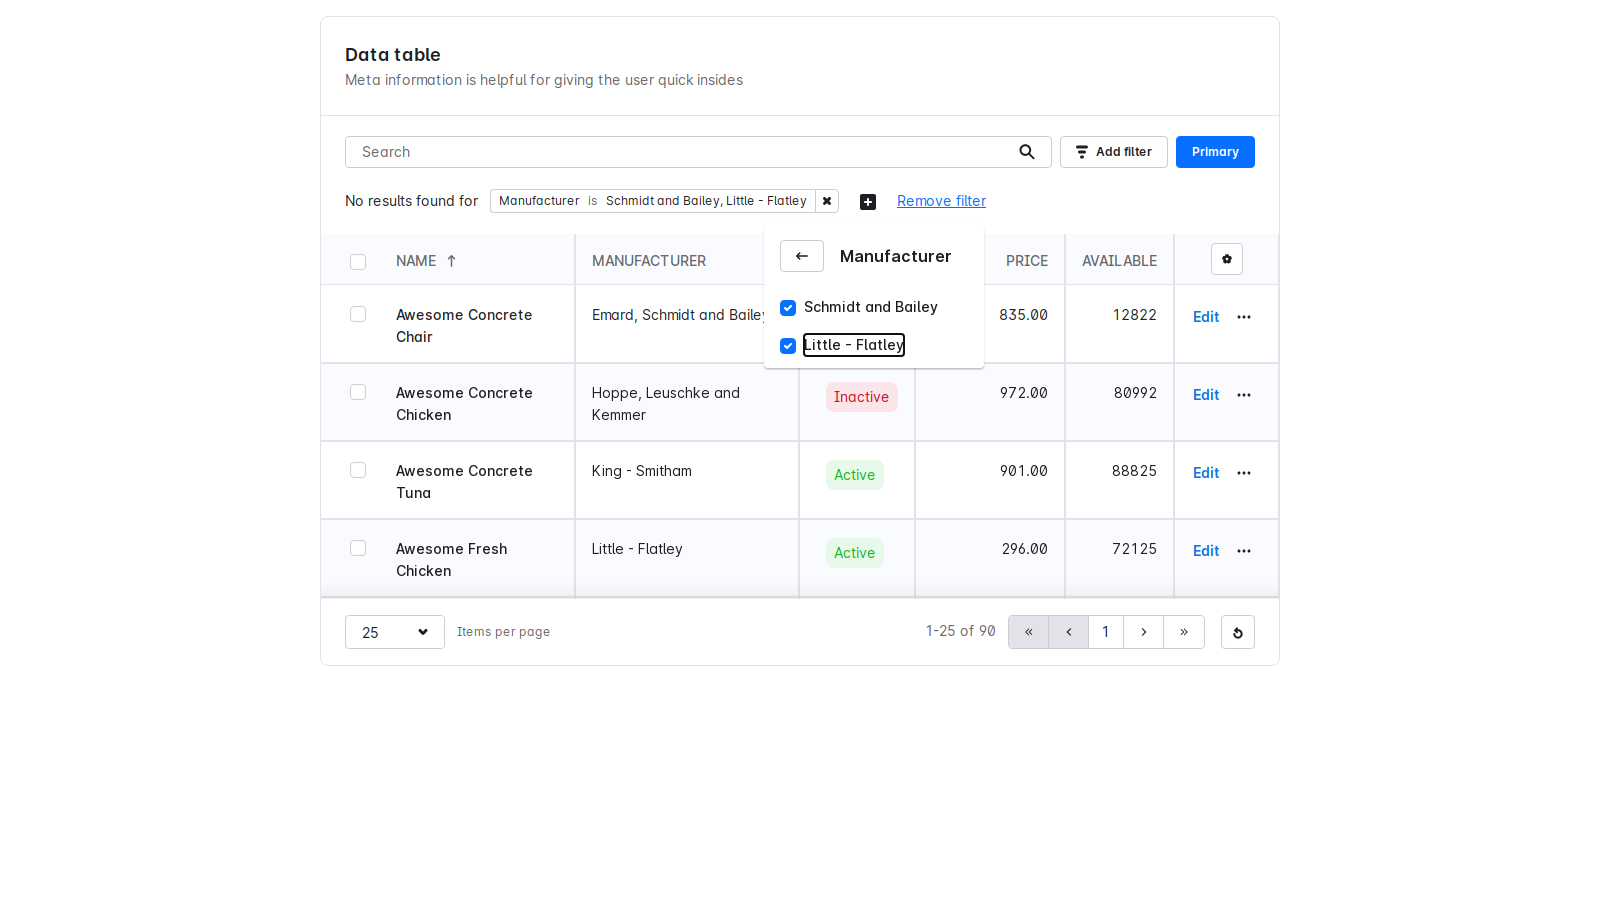 Data table
Meta information is helpful for giving the user quick insides
Search
Add filter
Primary
No results found for
Manufacturer is Schmidt and Bailey, Little - Flatley
Remove filter
Manufacturer
Schmidt and Bailey
Little - Flatley
NAME MANUFACTURER PRICE AVAILABLE
Awesome Concrete Chair Emard, Schmidt and Bailey 835.00 12822 Edit
Awesome Concrete Chicken Hoppe, Leuschke and Kemmer Inactive 972.00 80992 Edit
Awesome Concrete Tuna King - Smitham Active 901.00 88825 Edit
Awesome Fresh Chicken Little - Flatley Active 296.00 72125 Edit
25 Items per page 1-25 of 90 « ‹ 1 › »